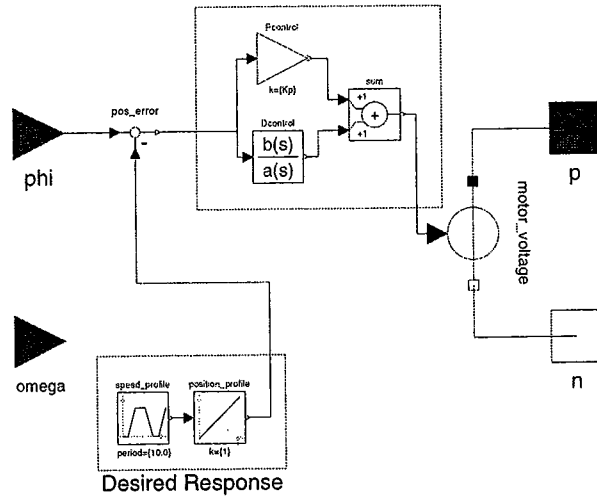 Pcontrol
k={Kp}
sum
+1
+
+1
pos_error
-
phi
Dcontrol
b(s)
a(s)
p
motor_voltage
n
omega
speed_profile
position_profile
period={10.0}
k={1}
Desired Response